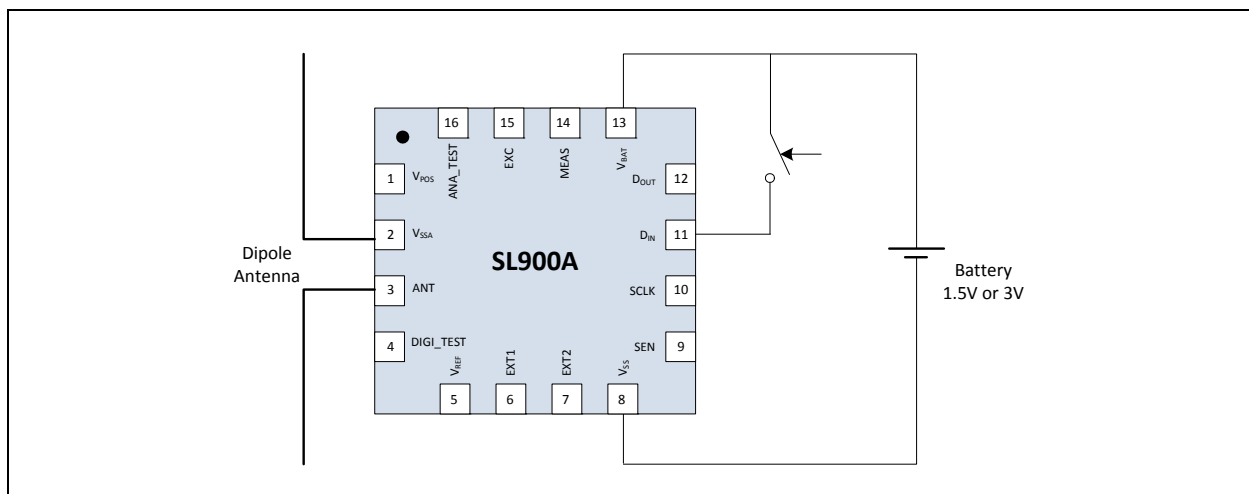 16
15
14
13
ANA_TEST
EXC
MEAS
VBAT
1
VPOS
DOUT
12
2
VSSA
DIN
11
Dipole
Antenna
SL900A
3
ANT
SCLK
10
Battery
1.5V or 3V
4
DIGI_TEST
SEN
9
VREF
EXT1
EXT2
VSS
5
6
7
8